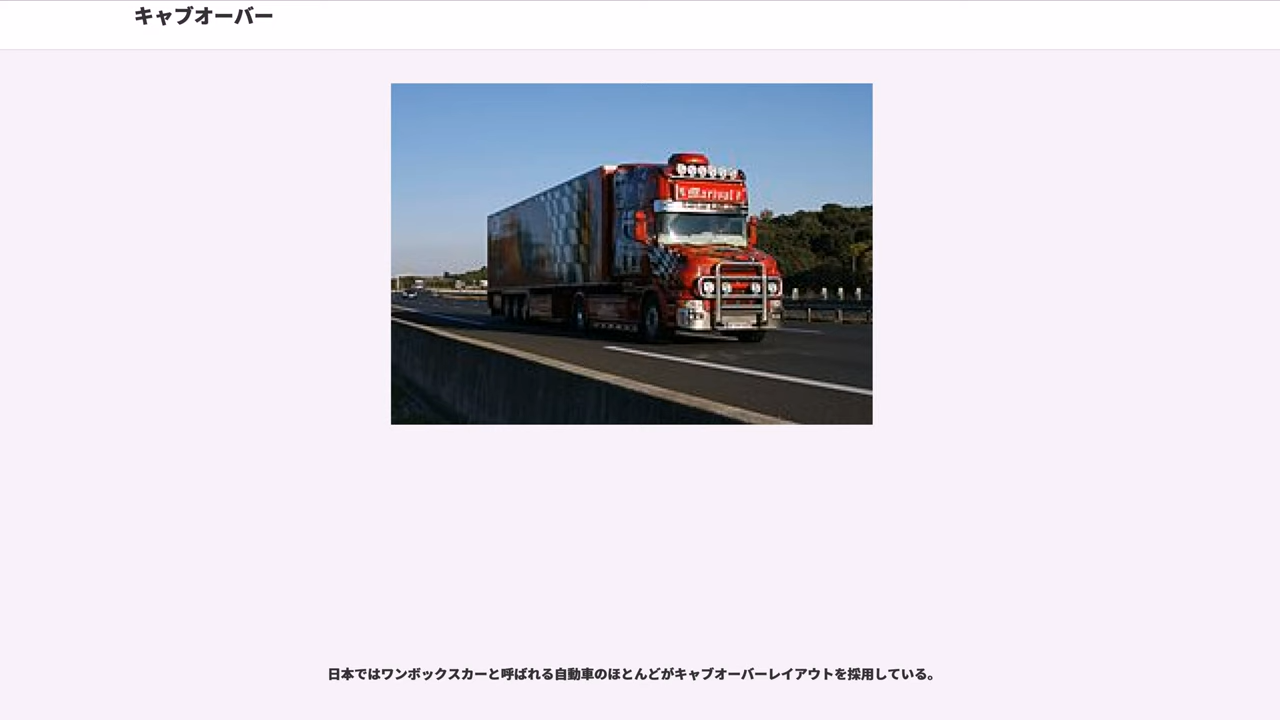 キャブオーバー
Marisal
日本ではワンボックスカーと呼ばれる自動車のほとんどがキャブオーバーレイアウトを採用している。